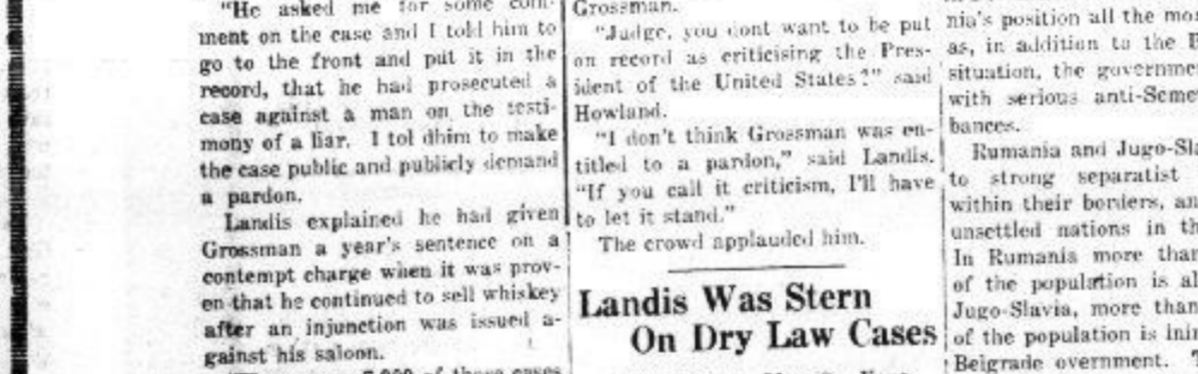 "He asked me for some com-
ment on the case and I told him to
go to the front and put it in the
record, that he had prosecuted a
case against a man on the testi-
mony of a liar. I tol dhim to make
the case public and publicly demand
a pardon.
Landis explained he had given
Grossman a year's sentence on a
contempt charge when it was prov-
en that he continued to sell whiskey
after an injunction was issued a-
gainst his saloon.
7,000 of these cases
Grossman.
"Judge, you dont want to be put
on record as criticising the Pres-
ident of the United States?" said
Howland.
"I don't think Grossman was en-
titled to a pardon," said Landis.
"If you call it criticism, I'll have
to let it stand."
The crowd applauded him.
Landis Was Stern
On Dry Law Cases
nia's position all the mo
as, in addition to the
situation, the governme
with serious anti-Seme
bances.
Rumania and Jugo-Sla
to strong separatist
within their borders, an
unsettled nations in th
In Rumania more than
of the population is al
Jugo-Slavia, more than
of the population is ini
Belgrade overnment.